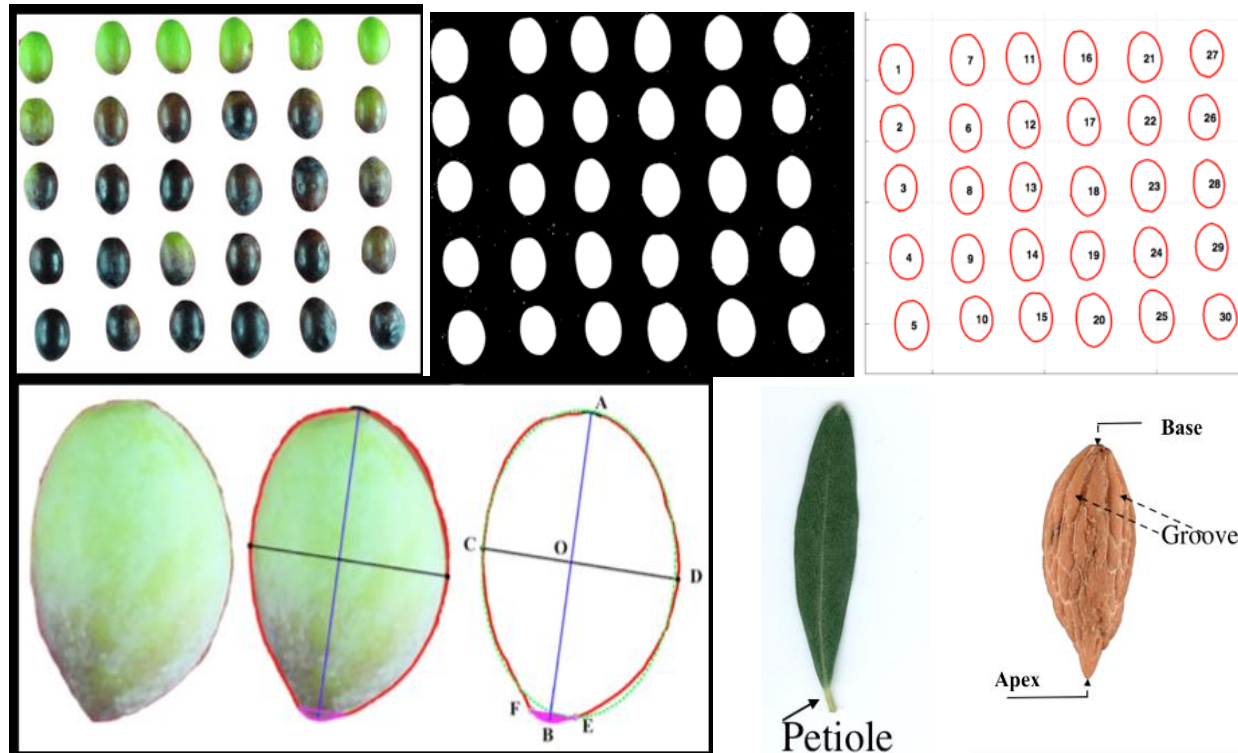 1 7 11 16 21 27
2 6 12 17 22 26
3 8 13 18 23 28
4 9 14 19 24 29
5 10 15 20 25 30
A
C O D
F E
B
Petiole
Base
Groove
Apex